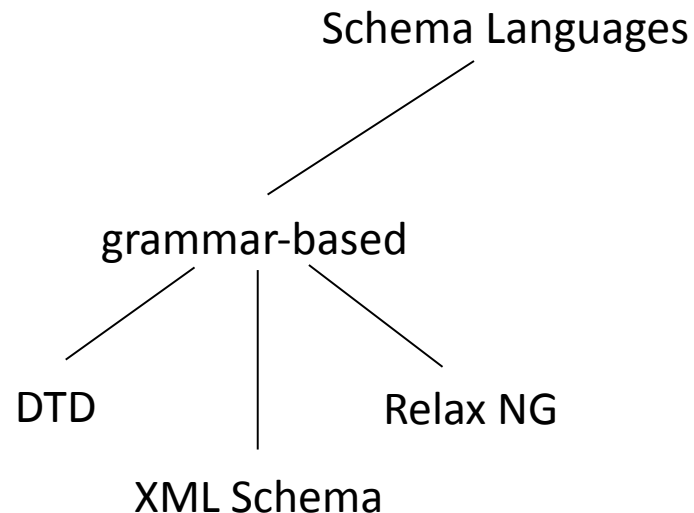 Schema Languages
grammar-based
DTD
Relax NG
XML Schema